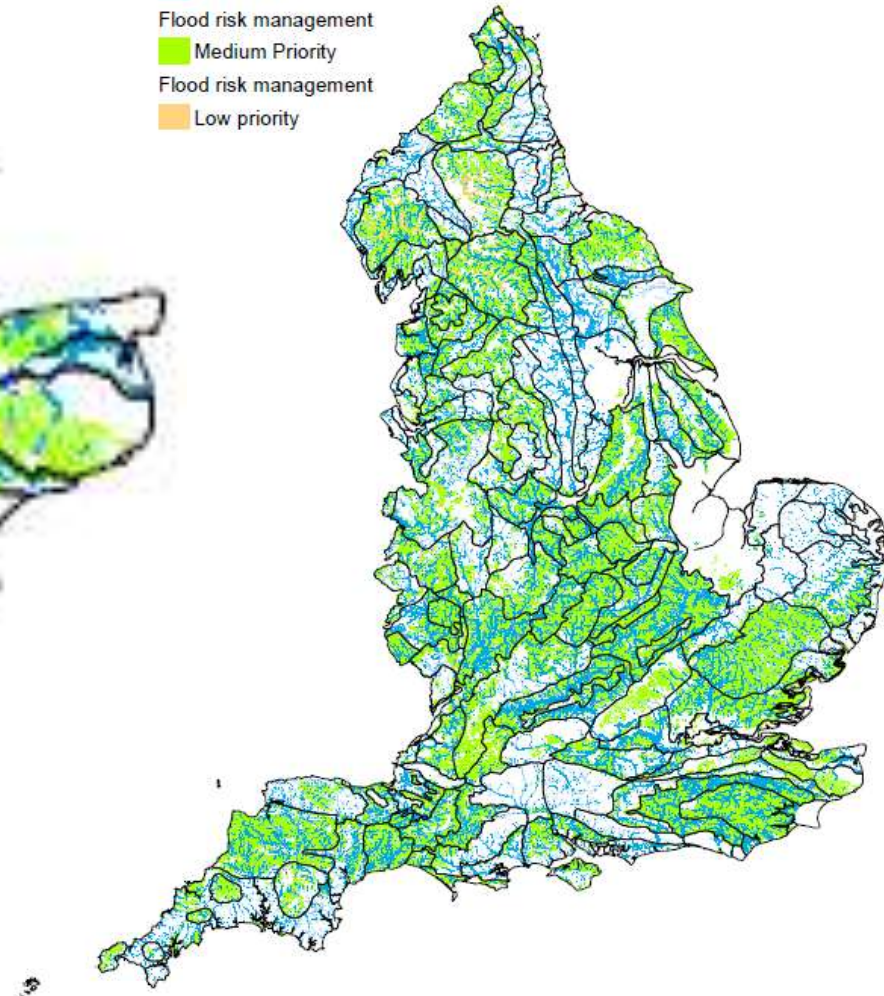 Flood risk management
Medium Priority
Flood risk management
Low priority